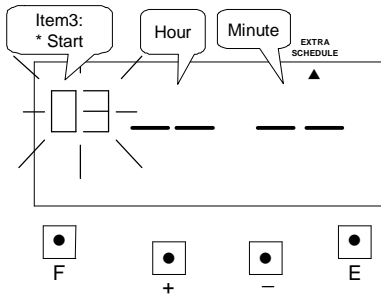 Item3:
* Start
Hour
Minute
EXTRA
SCHEDULE
03
-- --
F
+
−
E